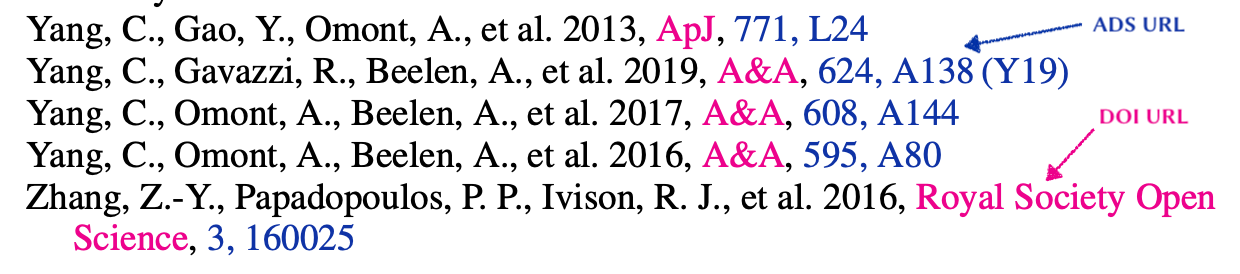 Yang, C., Gao, Y., Omont, A., et al. 2013, ApJ, 771, L24
ADS URL
Yang, C., Gavazzi, R., Beelen, A., et al. 2019, A&A, 624, A138 (Y19)
Yang, C., Omont, A., Beelen, A., et al. 2017, A&A, 608, A144
DOI URL
Yang, C., Omont, A., Beelen, A., et al. 2016, A&A, 595, A80
Zhang, Z.-Y., Papadopoulos, P. P., Ivison, R. J., et al. 2016, Royal Society Open
Science, 3, 160025